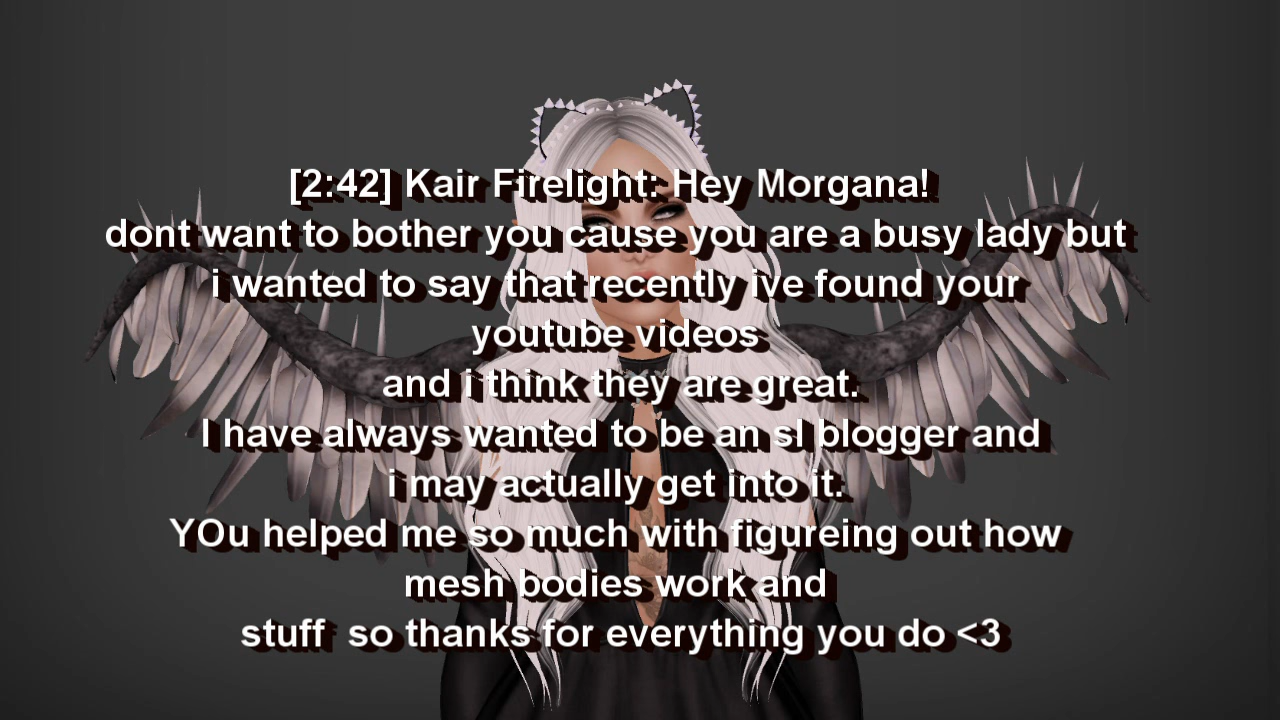 [2:42] Kair Firelight: Hey Morgana!
dont want to bother you cause you are a busy lady but
i wanted to say that recently ive found your
youtube videos
and i think they are great.
I have always wanted to be an sl blogger and
i may actually get into it.
YOu helped me so much with figureing out how
mesh bodies work and
stuff  so thanks for everything you do <3